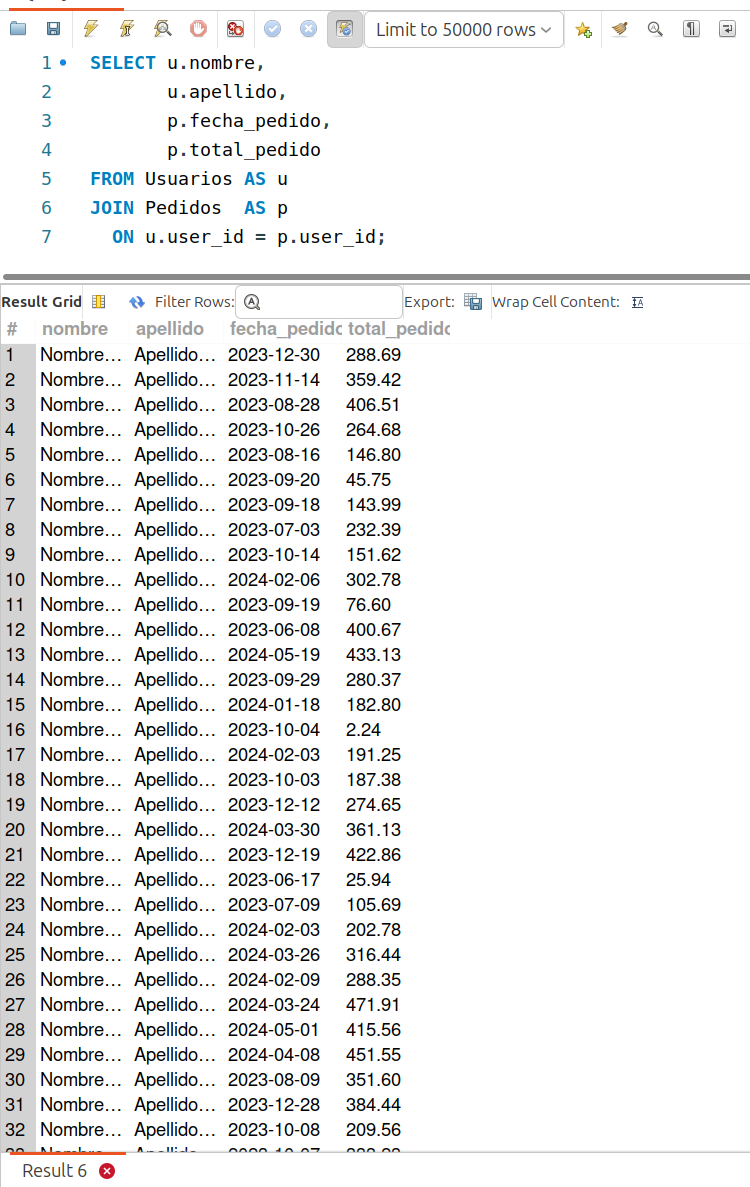 Limit to 50000 rows
1 SELECT u.nombre,
2 u.apellido,
3 p.fecha_pedido,
4 p.total_pedido
5 FROM Usuarios AS u
6 JOIN Pedidos AS p
7 ON u.user_id = p.user_id;
Result Grid Filter Rows: Export: Wrap Cell Content:
# nombre apellido fecha_pedido total_pedido
1 Nombre... Apellido... 2023-12-30 288.69
2 Nombre... Apellido... 2023-11-14 359.42
3 Nombre... Apellido... 2023-08-28 406.51
4 Nombre... Apellido... 2023-10-26 264.68
5 Nombre... Apellido... 2023-08-16 146.80
6 Nombre... Apellido... 2023-09-20 45.75
7 Nombre... Apellido... 2023-09-18 143.99
8 Nombre... Apellido... 2023-07-03 232.39
9 Nombre... Apellido... 2023-10-14 151.62
10 Nombre... Apellido... 2024-02-06 302.78
11 Nombre... Apellido... 2023-09-19 76.60
12 Nombre... Apellido... 2023-06-08 400.67
13 Nombre... Apellido... 2024-05-19 433.13
14 Nombre... Apellido... 2023-09-29 280.37
15 Nombre... Apellido... 2024-01-18 182.80
16 Nombre... Apellido... 2023-10-04 2.24
17 Nombre... Apellido... 2024-02-03 191.25
18 Nombre... Apellido... 2023-10-03 187.38
19 Nombre... Apellido... 2023-12-12 274.65
20 Nombre... Apellido... 2024-03-30 361.13
21 Nombre... Apellido... 2023-12-19 422.86
22 Nombre... Apellido... 2023-06-17 25.94
23 Nombre... Apellido... 2023-07-09 105.69
24 Nombre... Apellido... 2024-02-03 202.78
25 Nombre... Apellido... 2024-03-26 316.44
26 Nombre... Apellido... 2024-02-09 288.35
27 Nombre... Apellido... 2024-03-24 471.91
28 Nombre... Apellido... 2024-05-01 415.56
29 Nombre... Apellido... 2024-04-08 451.55
30 Nombre... Apellido... 2023-08-09 351.60
31 Nombre... Apellido... 2023-12-28 384.44
32 Nombre... Apellido... 2023-10-08 209.56
Result 6